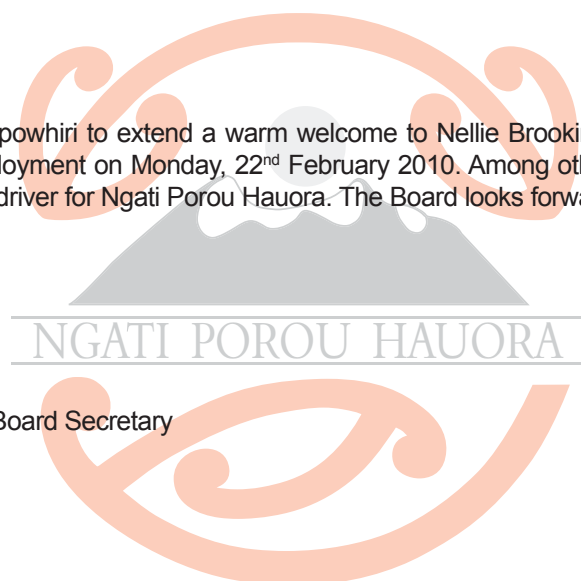 powhiri to extend a warm welcome to Nellie Brooki
loyment on Monday, 22nd February 2010. Among oth
driver for Ngati Porou Hauora. The Board looks forwa
NGATI POROU HAUORA
Board Secretary